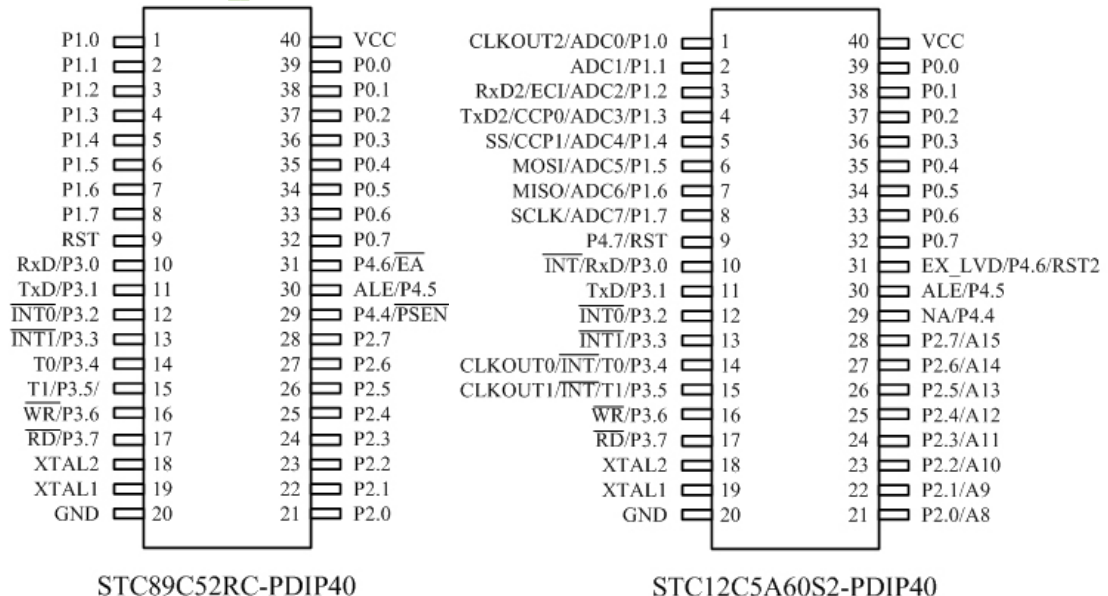 P1.0 1 40 VCC
P1.1 2 39 P0.0
P1.2 3 38 P0.1
P1.3 4 37 P0.2
P1.4 5 36 P0.3
P1.5 6 35 P0.4
P1.6 7 34 P0.5
P1.7 8 33 P0.6
RST 9 32 P0.7
RxD/P3.0 10 31 P4.6/EA
TxD/P3.1 11 30 ALE/P4.5
INT0/P3.2 12 29 P4.4/PSEN
INT1/P3.3 13 28 P2.7
T0/P3.4 14 27 P2.6
T1/P3.5/ 15 26 P2.5
WR/P3.6 16 25 P2.4
RD/P3.7 17 24 P2.3
XTAL2 18 23 P2.2
XTAL1 19 22 P2.1
GND 20 21 P2.0
STC89C52RC-PDIP40
CLKOUT2/ADC0/P1.0 1 40 VCC
ADC1/P1.1 2 39 P0.0
RxD2/ECI/ADC2/P1.2 3 38 P0.1
TxD2/CCP0/ADC3/P1.3 4 37 P0.2
SS/CCP1/ADC4/P1.4 5 36 P0.3
MOSI/ADC5/P1.5 6 35 P0.4
MISO/ADC6/P1.6 7 34 P0.5
SCLK/ADC7/P1.7 8 33 P0.6
P4.7/RST 9 32 P0.7
INT/RxD/P3.0 10 31 EX_LVD/P4.6/RST2
TxD/P3.1 11 30 ALE/P4.5
INT0/P3.2 12 29 NA/P4.4
INT1/P3.3 13 28 P2.7/A15
CLKOUT0/INT/T0/P3.4 14 27 P2.6/A14
CLKOUT1/INT/T1/P3.5 15 26 P2.5/A13
WR/P3.6 16 25 P2.4/A12
RD/P3.7 17 24 P2.3/A11
XTAL2 18 23 P2.2/A10
XTAL1 19 22 P2.1/A9
GND 20 21 P2.0/A8
STC12C5A60S2-PDIP40